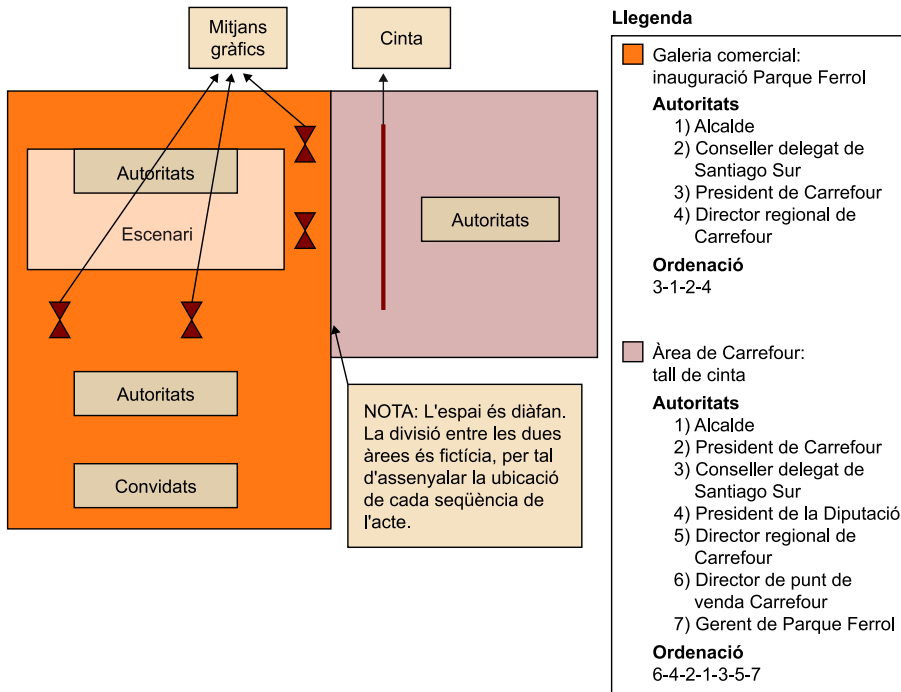 Mitjans
gràfics
Cinta
Autoritats
Escenari
Autoritats
Autoritats
Convidats
NOTA: L'espai és diàfan.
La divisió entre les dues
àrees és fictícia, per tal
d'assenyalar la ubicació
de cada seqüència de
l'acte.
Llegenda
Galeria comercial:
inauguració Parque Ferrol
Autoritats
1) Alcalde
2) Conseller delegat de
Santiago Sur
3) President de Carrefour
4) Director regional de
Carrefour
Ordenació
3-1-2-4
Àrea de Carrefour:
tall de cinta
Autoritats
1) Alcalde
2) President de Carrefour
3) Conseller delegat de
Santiago Sur
4) President de la Diputació
5) Director regional de
Carrefour
6) Director de punt de
venda Carrefour
7) Gerent de Parque Ferrol
Ordenació
6-4-2-1-3-5-7